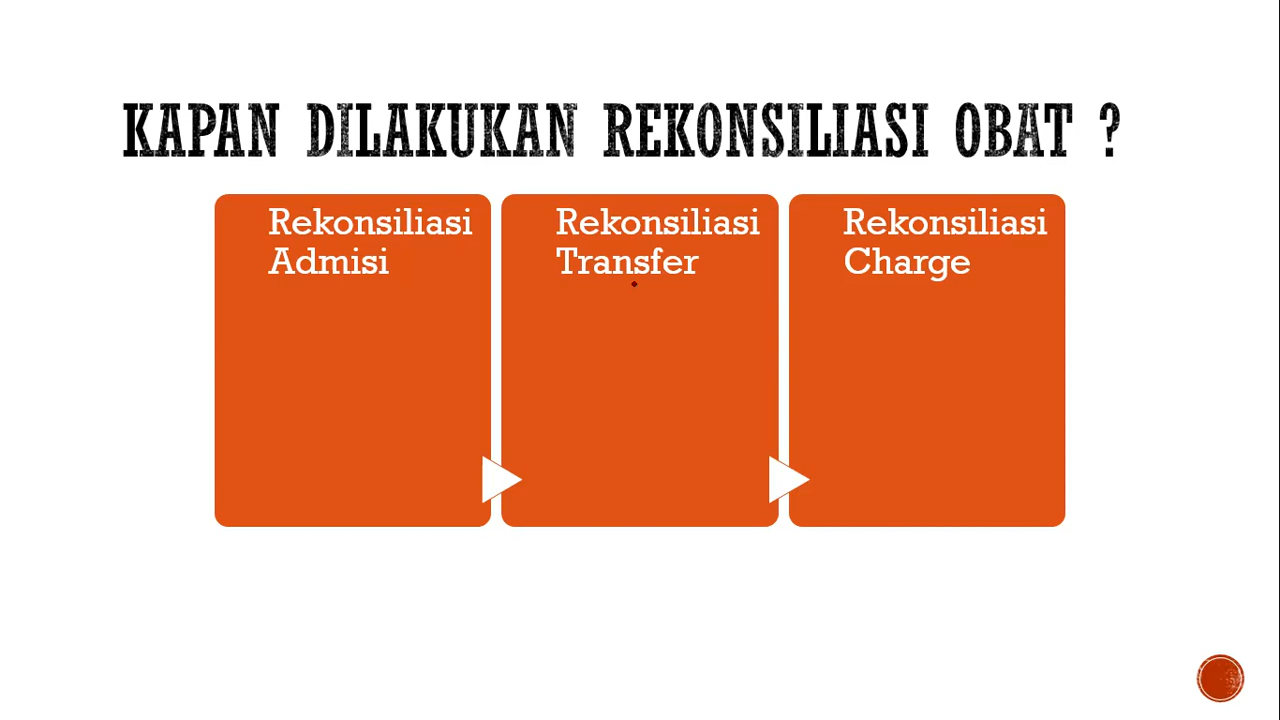 KAPAN DILAKUKAN REKONSILIASI OBAT ?
Rekonsiliasi
Admisi
Rekonsiliasi
Transfer
Rekonsiliasi
Charge